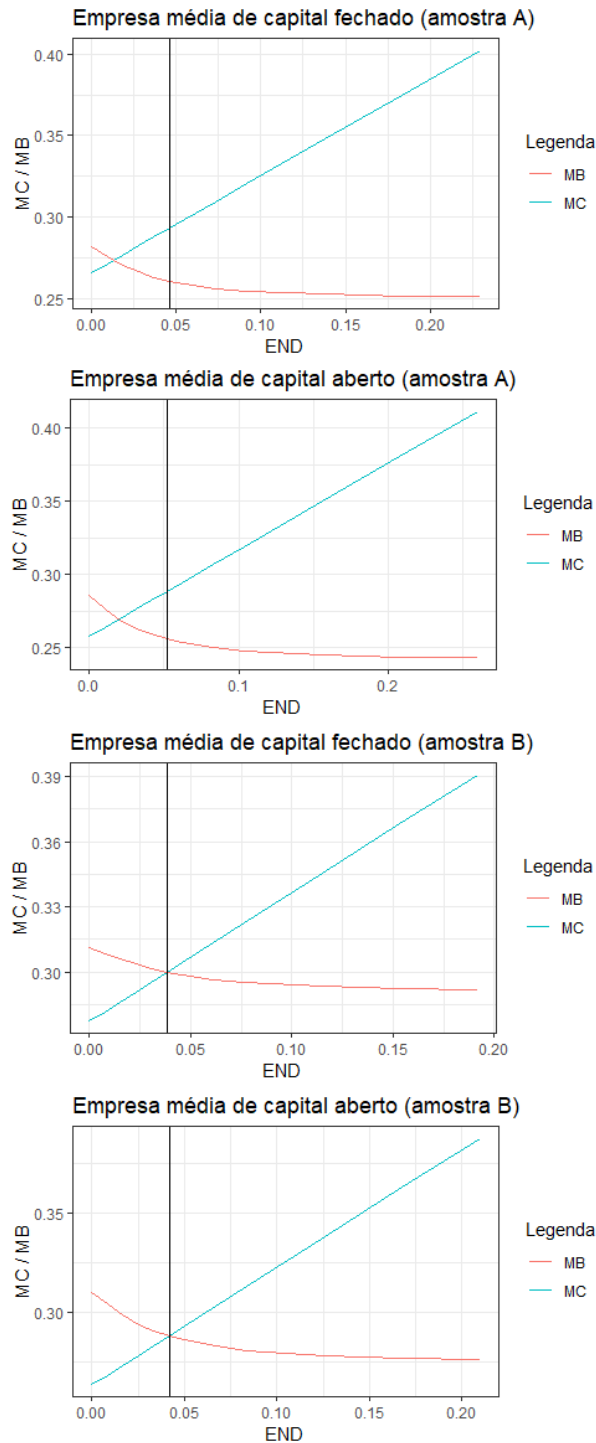 Empresa média de capital fechado (amostra A)
0.40
0.35
0.30
0.25
MC / MB
0.00 0.05 0.10 0.15 0.20
END
Legenda
MB
MC
Empresa média de capital aberto (amostra A)
0.40
0.35
0.30
0.25
MC / MB
0.0 0.1 0.2
END
Legenda
MB
MC
Empresa média de capital fechado (amostra B)
0.39
0.36
0.33
0.30
MC / MB
0.00 0.05 0.10 0.15 0.20
END
Legenda
MB
MC
Empresa média de capital aberto (amostra B)
0.35
0.30
MC / MB
0.00 0.05 0.10 0.15 0.20
END
Legenda
MB
MC